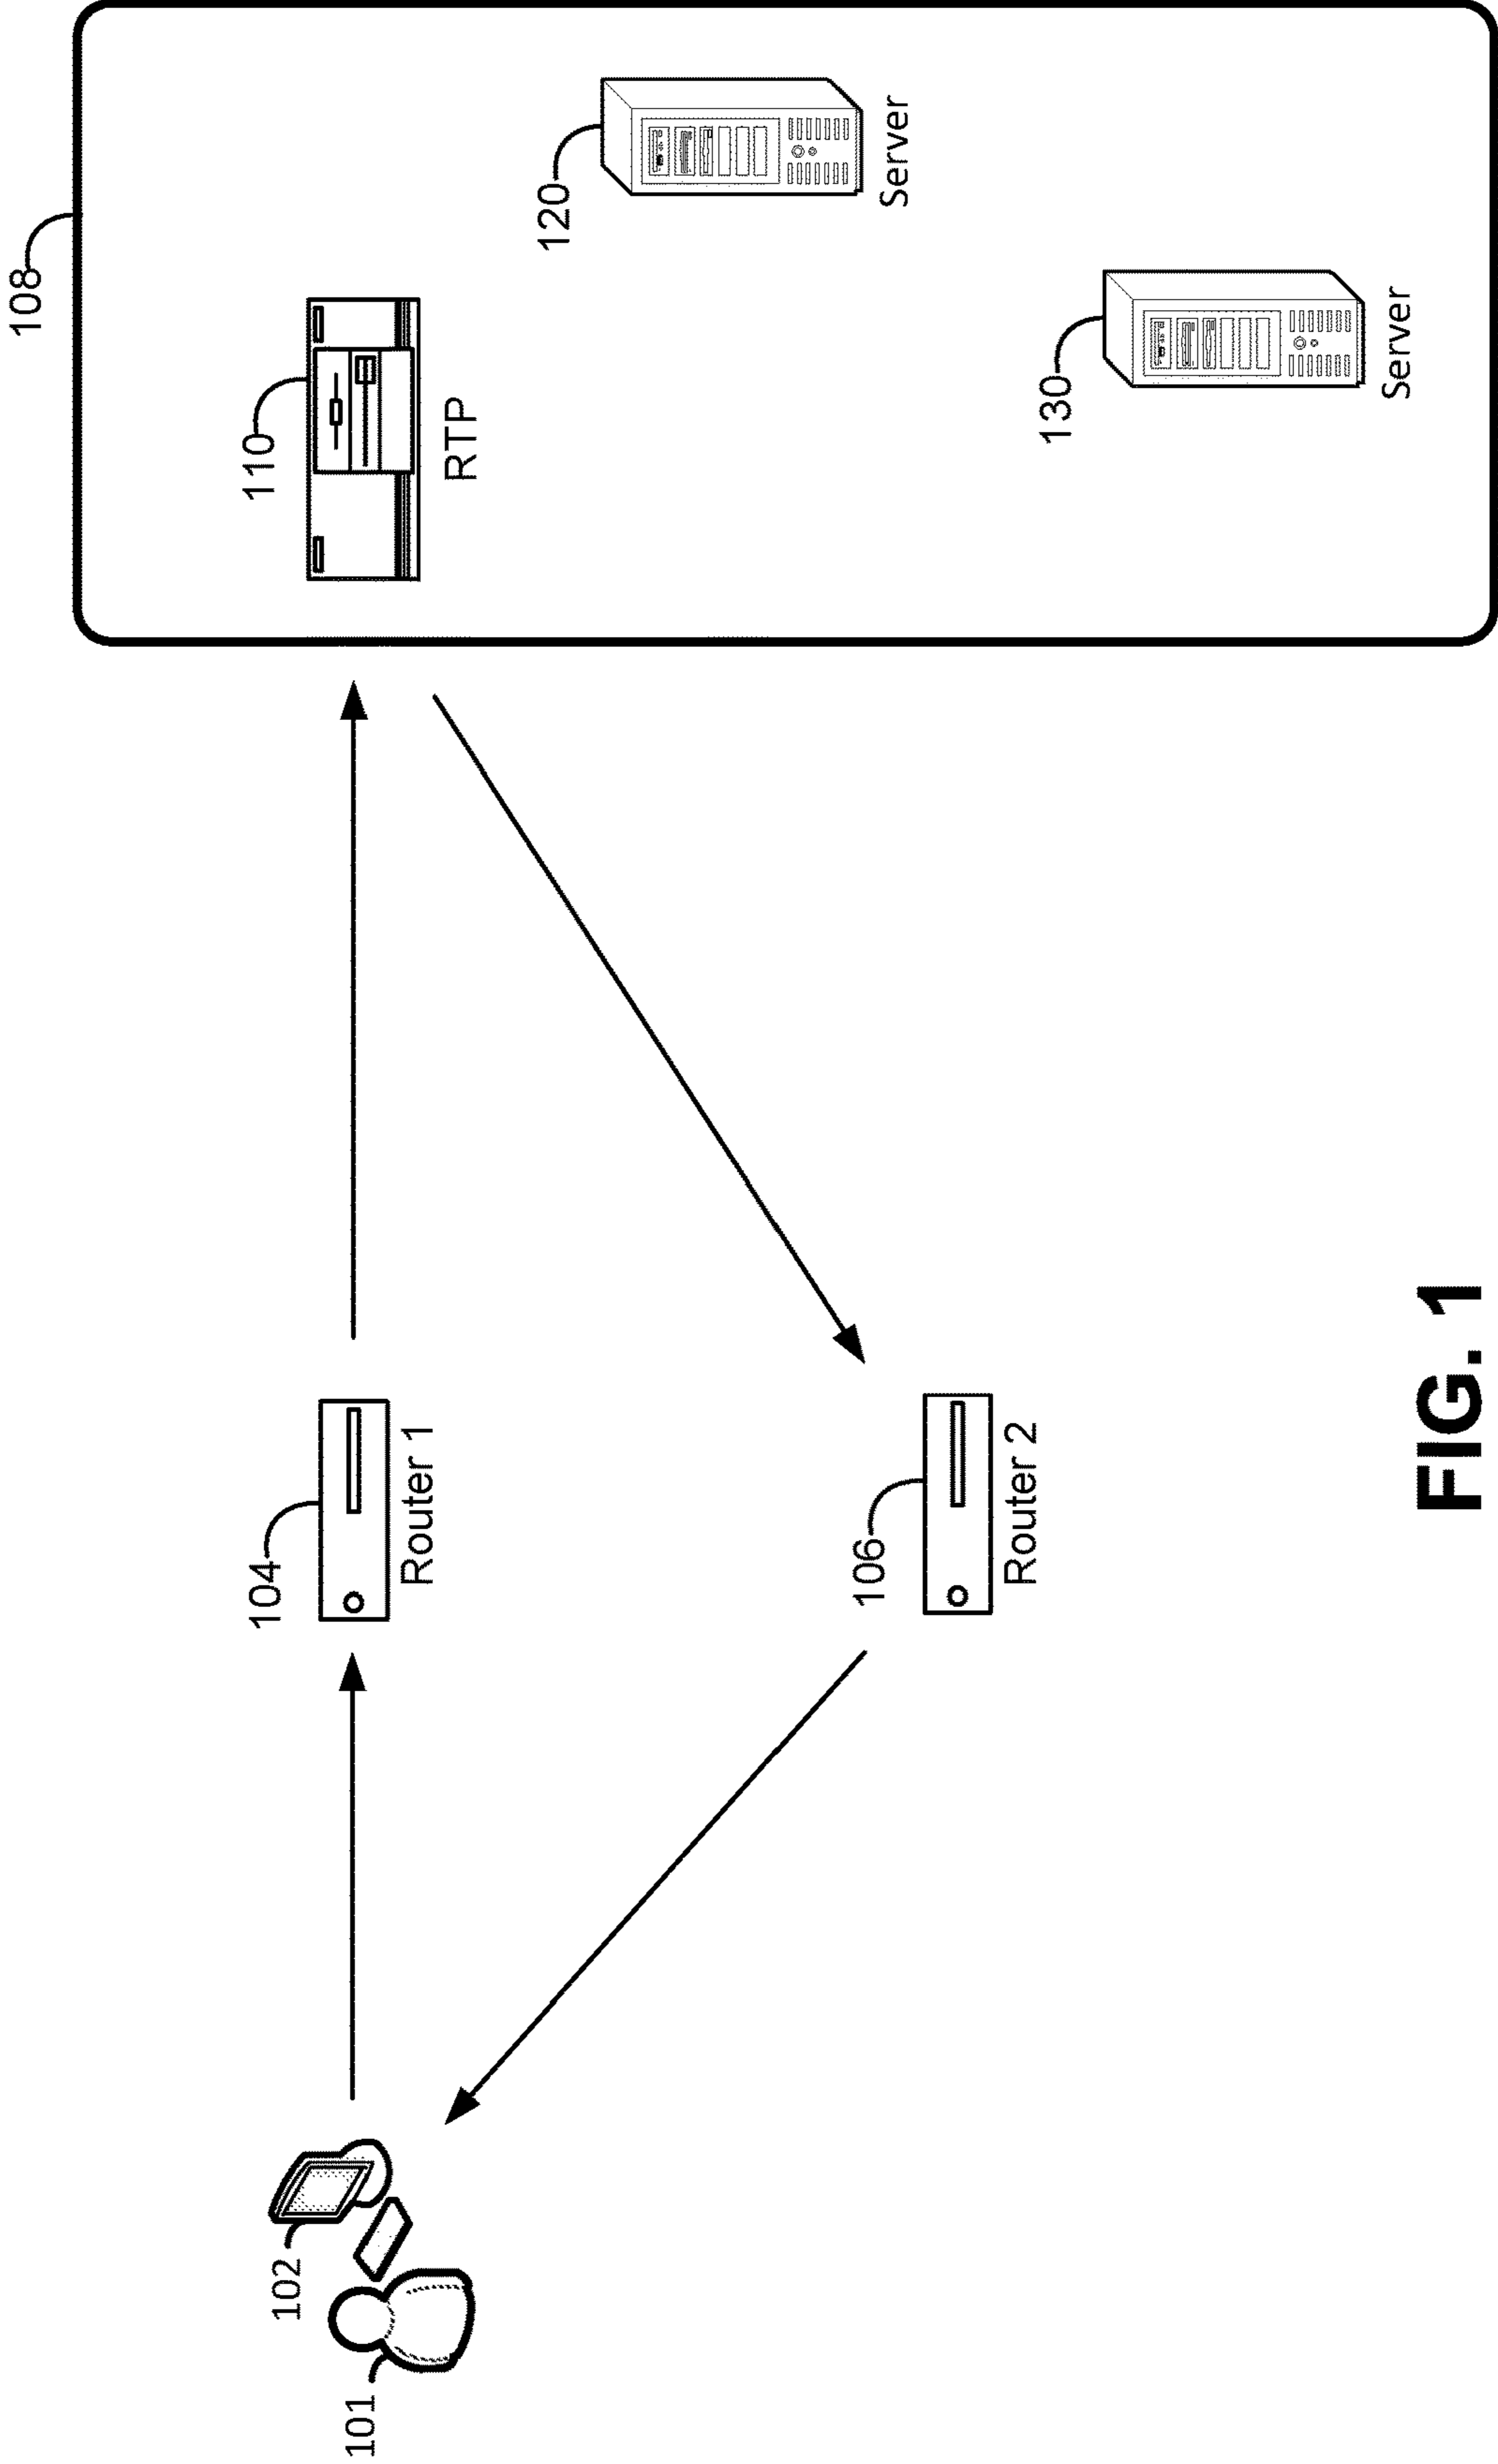 108
110
RTP
120
Server
130
Server
104
Router 1
106
Router 2
102
101
FIG. 1